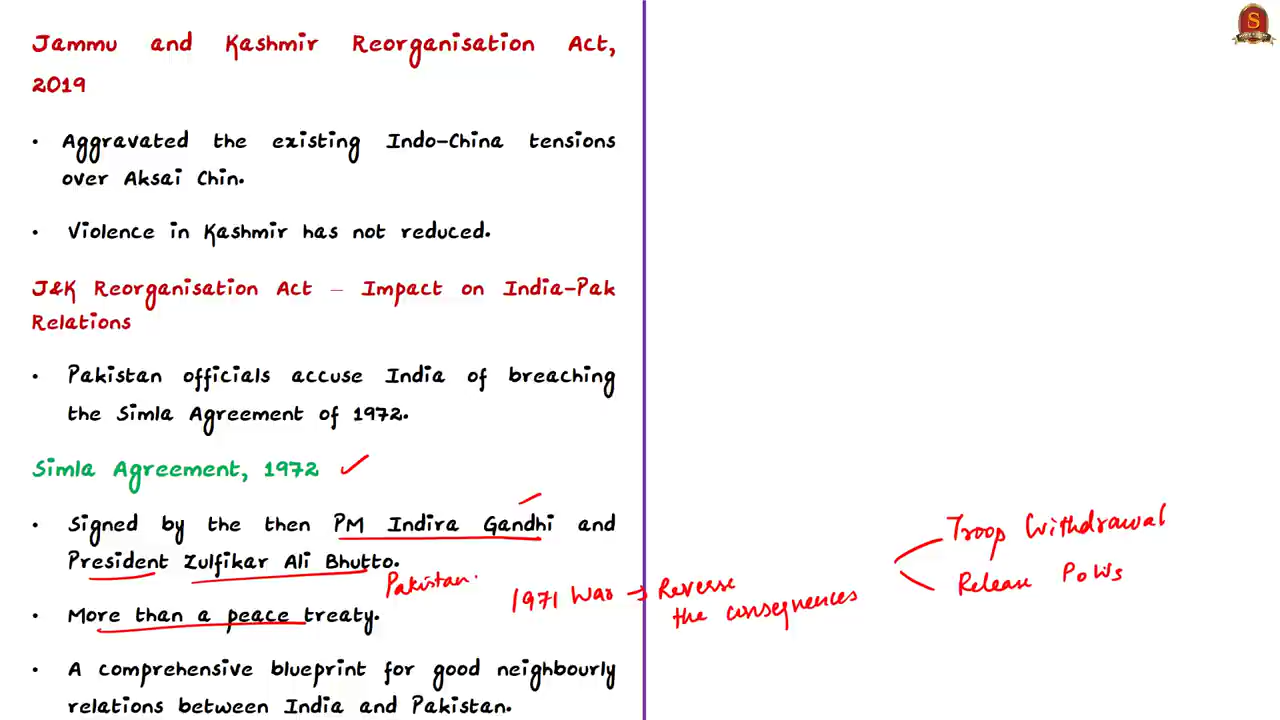 Jammu and Kashmir Reorganisation Act,
2019
• Aggravated the existing Indo-China tensions
over Aksai Chin.
• Violence in Kashmir has not reduced.
J&K Reorganisation Act – Impact on India-Pak
Relations
• Pakistan officials accuse India of breaching
the Simla Agreement of 1972.
Simla Agreement, 1972
• Signed by the then PM Indira Gandhi and
President Zulfikar Ali Bhutto.
Pakistan.
• More than a peace treaty.
• A comprehensive blueprint for good neighbourly
relations between India and Pakistan.
1971 War → Reverse
the consequences
Troop Withdrawal
Release PoWs
S